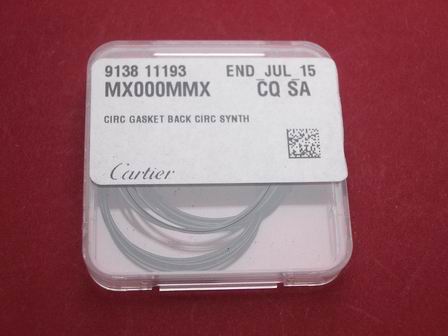 9138 11193 END_JUL_15
MX000MMX CQ SA
CIRC GASKET BACK CIRC SYNTH
Cartier